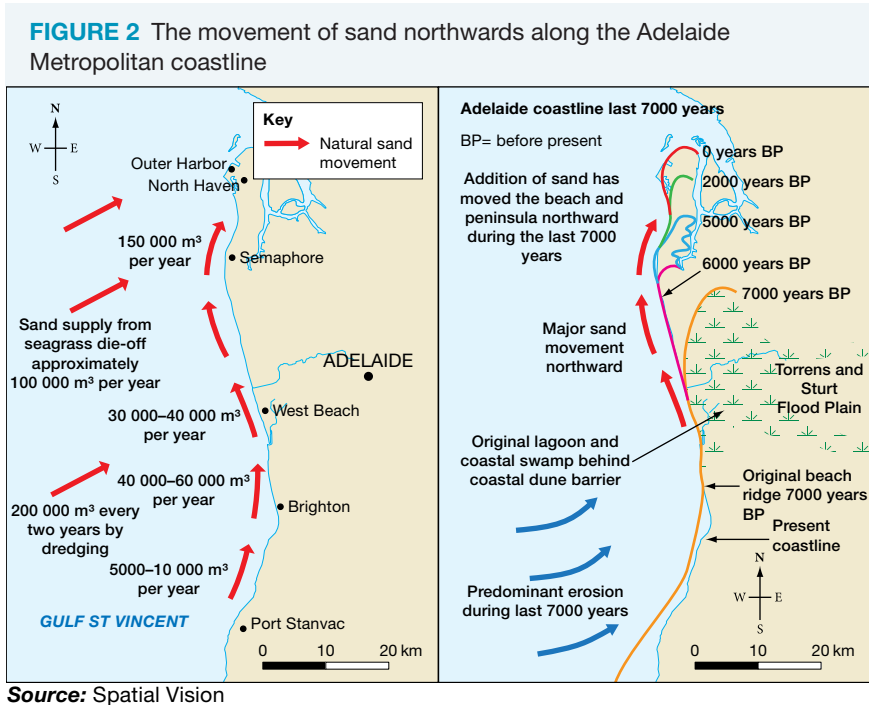 FIGURE 2 The movement of sand northwards along the Adelaide
Metropolitan coastline
N
W E
S
Key
Natural sand
movement
Outer Harbor
North Haven
150 000 m³
per year
Semaphore
Sand supply from
seagrass die-off
approximately
100 000 m³ per year
ADELAIDE
30 000–40 000 m³
per year
West Beach
40 000–60 000 m³
per year
200 000 m³ every
two years by
dredging
Brighton
5000–10 000 m³
per year
GULF ST VINCENT
Port Stanvac
0 10 20 km
Adelaide coastline last 7000 years
BP= before present
0 years BP
Addition of sand has
moved the beach and
peninsula northward
during the last 7000
years
2000 years BP
5000 years BP
6000 years BP
7000 years BP
Major sand
movement
northward
Torrens and
Sturt
Flood Plain
Original lagoon and
coastal swamp behind
coastal dune barrier
Original beach
ridge 7000 years
BP
Present
coastline
Predominant erosion
during last 7000 years
N
W E
S
0 10 20 km
Source: Spatial Vision